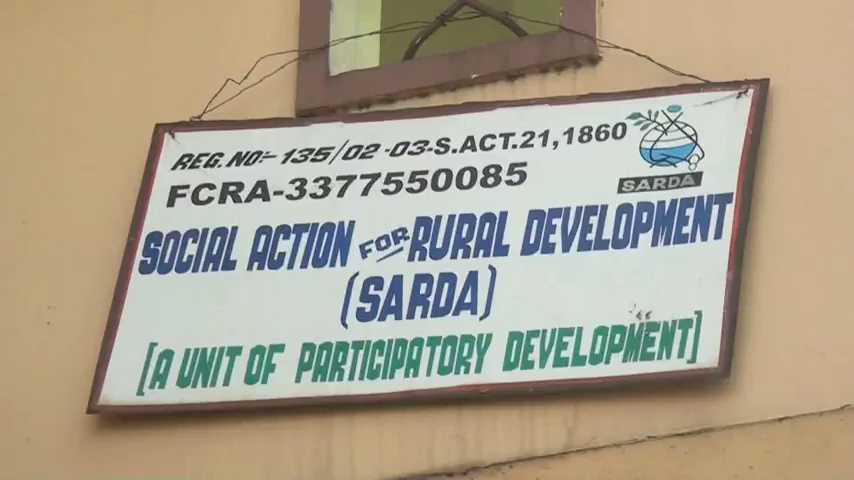 REG. NO:- 135/02-03-S.ACT.21,1860
FCRA-3377550085
SARDA
SOCIAL ACTION FOR RURAL DEVELOPMENT
(SARDA)
[A UNIT OF PARTICIPATORY DEVELOPMENT]